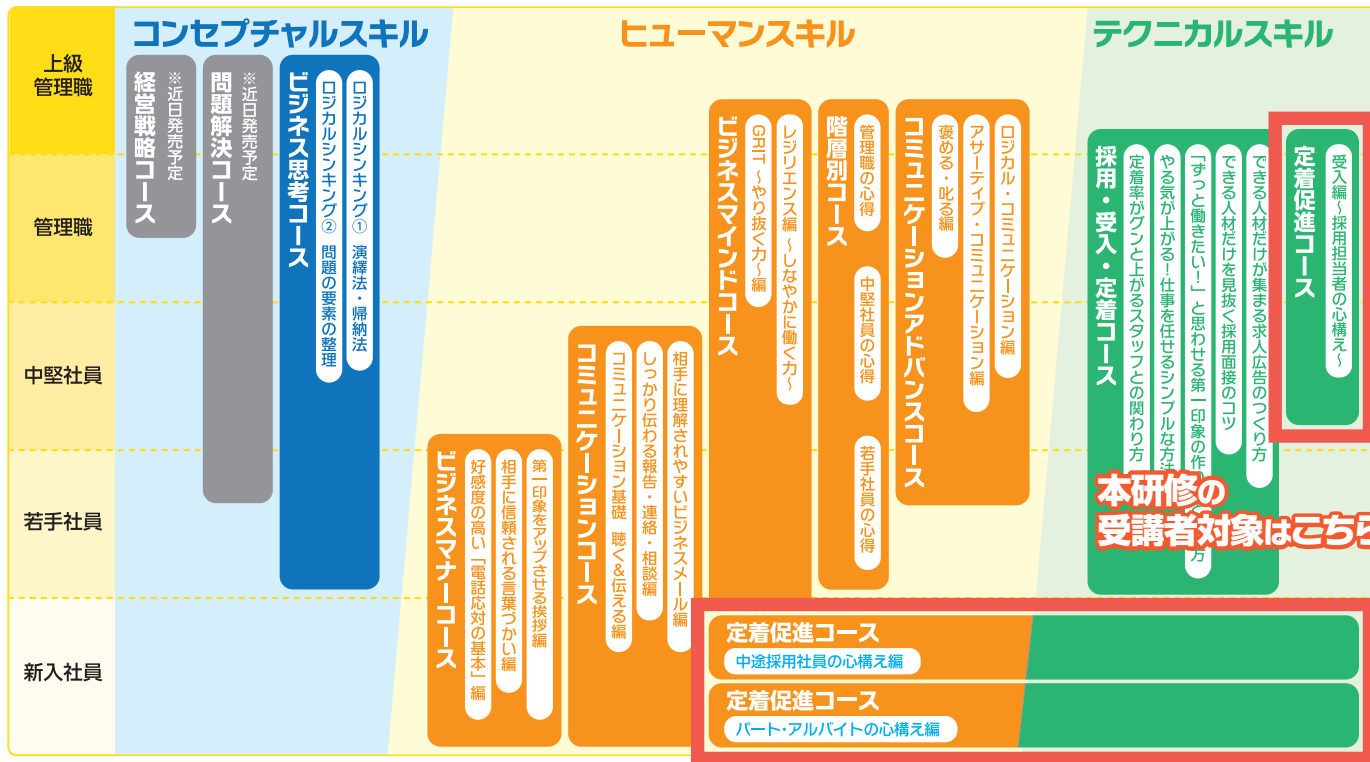 コンセプチャルスキル
ヒューマンスキル
テクニカルスキル
上級
管理職
管理職
中堅社員
若手社員
新入社員
経営戦略コース
※近日発売予定
問題解決コース
※近日発売予定
ビジネス思考コース
ロジカルシンキング① 演繹法・帰納法
ロジカルシンキング② 問題の要素の整理
ビジネスマナーコース
第一印象をアップさせる挨拶編
相手に信頼される言葉づかい編
好感度の高い「電話応対の基本」編
コミュニケーションコース
相手に理解されやすいビジネスメール編
しっかり伝わる報告・連絡・相談編
コミュニケーション基礎 聴く&伝える編
ビジネスマインドコース
レジリエンス編 ~しなやかに働く力~
GRIT ~やり抜く力~編
階層別コース
管理職の心得
中堅社員の心得
若手社員の心得
コミュニケーションアドバンスコース
ロジカル・コミュニケーション編
アサーティブ・コミュニケーション編
褒める・叱る編
採用・受入・定着コース
できる人材だけが集まる求人広告のつくり方
できる人材だけを見抜く採用面接のコツ
「ずっと働きたい!」と思わせる第一印象の作 方
やる気が上がる!仕事を任せるシンプルな方法
定着率がグンと上がるスタッフとの関わり方
定着促進コース
受入編~採用担当者の心構え~
本研修の
受講者対象はこちら
定着促進コース
中途採用社員の心構え編
定着促進コース
パート・アルバイトの心構え編